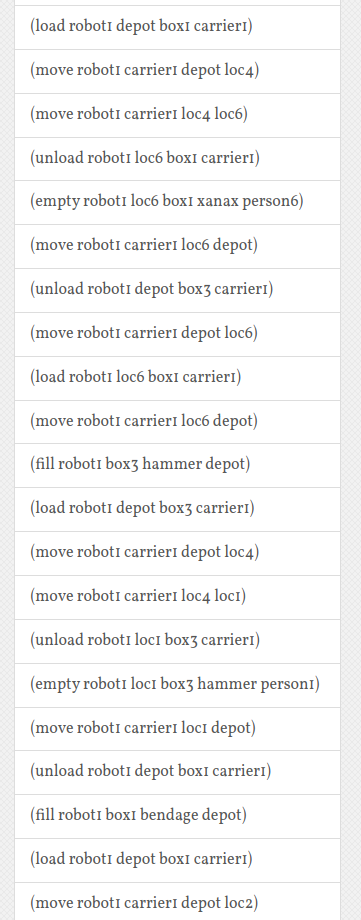 (load robot1 depot box1 carrier1)
(move robot1 carrier1 depot loc4)
(move robot1 carrier1 loc4 loc6)
(unload robot1 loc6 box1 carrier1)
(empty robot1 loc6 box1 xanax person6)
(move robot1 carrier1 loc6 depot)
(unload robot1 depot box3 carrier1)
(move robot1 carrier1 depot loc6)
(load robot1 loc6 box1 carrier1)
(move robot1 carrier1 loc6 depot)
(fill robot1 box3 hammer depot)
(load robot1 depot box3 carrier1)
(move robot1 carrier1 depot loc4)
(move robot1 carrier1 loc4 loc1)
(unload robot1 loc1 box3 carrier1)
(empty robot1 loc1 box3 hammer person1)
(move robot1 carrier1 loc1 depot)
(unload robot1 depot box1 carrier1)
(fill robot1 box1 bendage depot)
(load robot1 depot box1 carrier1)
(move robot1 carrier1 depot loc2)